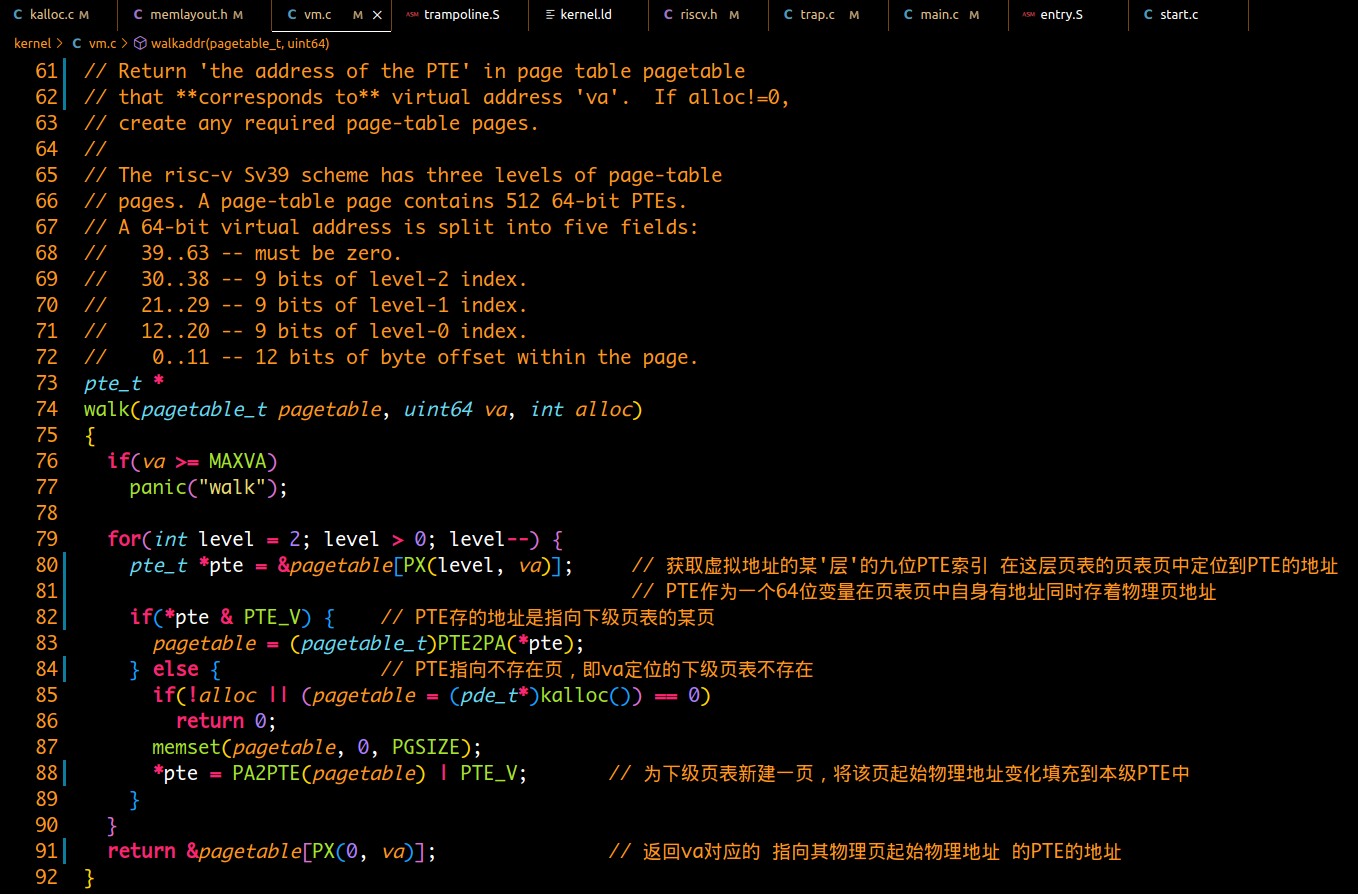 C kalloc.c M C memlayout.h M C vm.c M × ASM trampoline.S ≡ kernel.ld C riscv.h M C trap.c M C main.c M ASM entry.S C start.c
kernel > C vm.c > walkaddr(pagetable_t, uint64)
61 // Return 'the address of the PTE' in page table pagetable
62 // that **corresponds to** virtual address 'va'.  If alloc!=0,
63 // create any required page-table pages.
64 //
65 // The risc-v Sv39 scheme has three levels of page-table
66 // pages. A page-table page contains 512 64-bit PTEs.
67 // A 64-bit virtual address is split into five fields:
68 //   39..63 -- must be zero.
69 //   30..38 -- 9 bits of level-2 index.
70 //   21..29 -- 9 bits of level-1 index.
71 //   12..20 -- 9 bits of level-0 index.
72 //    0..11 -- 12 bits of byte offset within the page.
73 pte_t *
74 walk(pagetable_t pagetable, uint64 va, int alloc)
75 {
76   if(va >= MAXVA)
77     panic("walk");
78
79   for(int level = 2; level > 0; level--) {
80     pte_t *pte = &pagetable[PX(level, va)];     // 获取虚拟地址的某'层'的九位PTE索引 在这层页表的页表页中定位到PTE的地址
81                                                 // PTE作为一个64位变量在页表页中自身有地址同时存着物理页地址
82     if(*pte & PTE_V) {    // PTE存的地址是指向下级页表的某页
83       pagetable = (pagetable_t)PTE2PA(*pte);
84     } else {              // PTE指向不存在页，即va定位的下级页表不存在
85       if(!alloc || (pagetable = (pde_t*)kalloc()) == 0)
86         return 0;
87       memset(pagetable, 0, PGSIZE);
88       *pte = PA2PTE(pagetable) | PTE_V;       // 为下级页表新建一页，将该页起始物理地址变化填充到本级PTE中
89     }
90   }
91   return &pagetable[PX(0, va)];               // 返回va对应的 指向其物理页起始物理地址 的PTE的地址
92 }